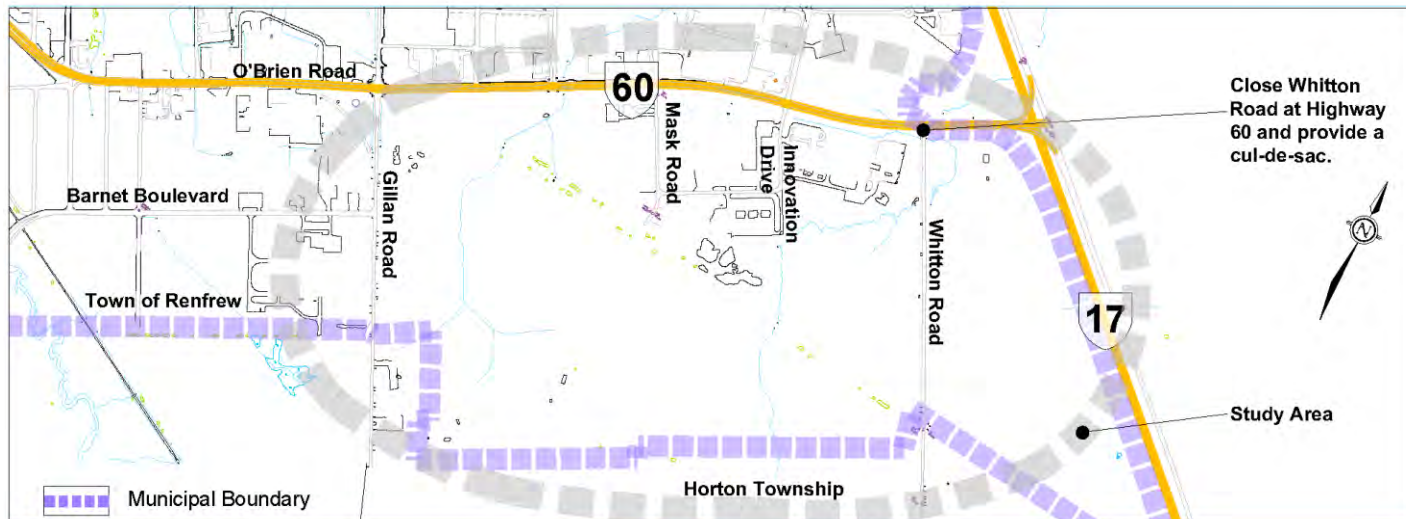 O'Brien Road
60
Mask Road
Innovation
Drive
Close Whitton
Road at Highway
60 and provide a
cul-de-sac.
Barnet Boulevard
Gillan Road
Whitton Road
N
Town of Renfrew
17
Study Area
Horton Township
Municipal Boundary